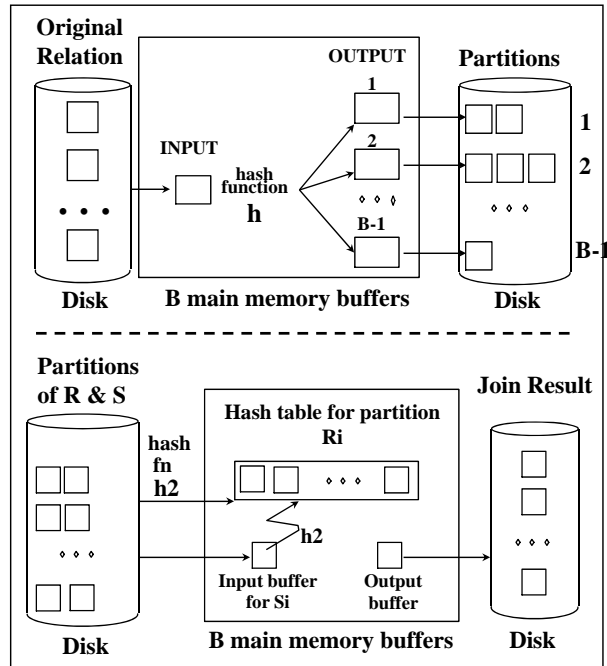 Original
Relation
OUTPUT
Partitions
1
1
INPUT
2
hash
function
h
2
B-1
B-1
Disk
B main memory buffers
Disk
Partitions
of R & S
Join Result
Hash table for partition
Ri
hash
fn
h2
h2
Input buffer
for Si
Output
buffer
Disk
B main memory buffers
Disk